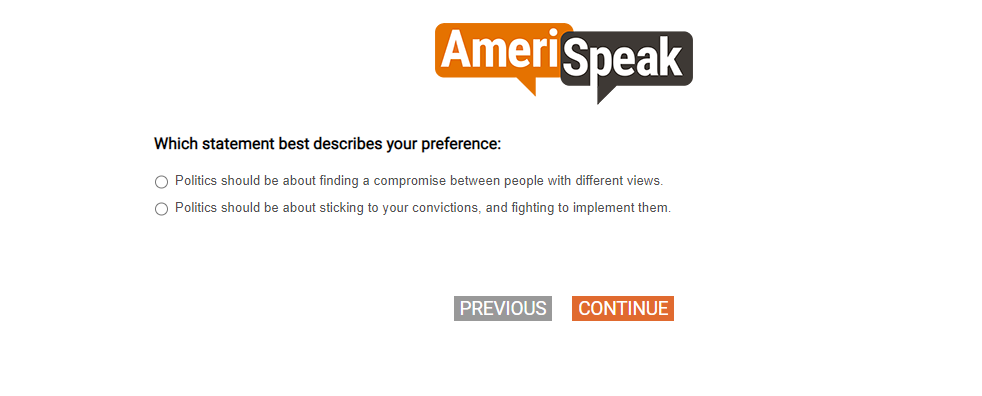 AmeriSpeak
Which statement best describes your preference:
Politics should be about finding a compromise between people with different views.
Politics should be about sticking to your convictions, and fighting to implement them.
PREVIOUS CONTINUE